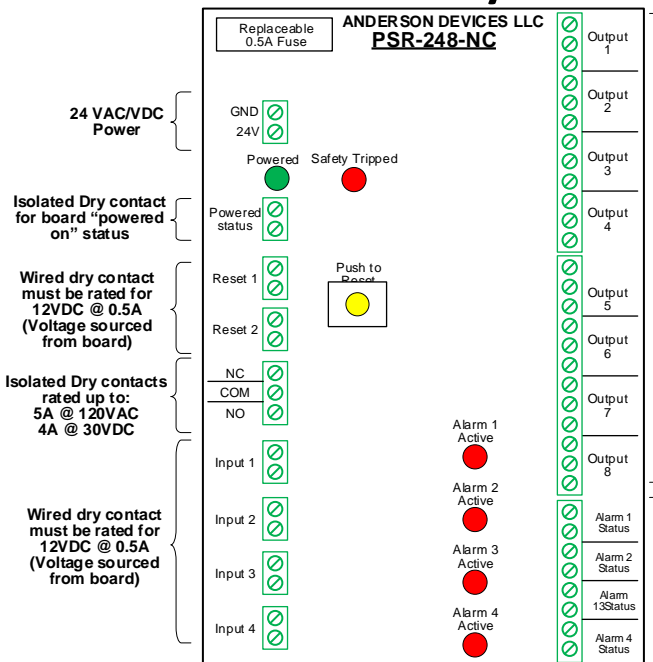 Replaceable
0.5A Fuse
ANDERSON DEVICES LLC
PSR-248-NC
24 VAC/VDC
Power
GND
24V
Powered
Safety Tripped
Isolated Dry contact
for board “powered
on” status
Powered
status
Wired dry contact
must be rated for
12VDC @ 0.5A
(Voltage sourced
from board)
Reset 1
Reset 2
Push to
Reset
Isolated Dry contacts
rated up to:
5A @ 120VAC
4A @ 30VDC
NC
COM
NO
Wired dry contact
must be rated for
12VDC @ 0.5A
(Voltage sourced
from board)
Input 1
Input 2
Input 3
Input 4
Alarm 1
Active
Alarm 2
Active
Alarm 3
Active
Alarm 4
Active
Output
1
Output
2
Output
3
Output
4
Output
5
Output
6
Output
7
Output
8
Alarm 1
Status
Alarm 2
Status
Alarm
13Status
Alarm 4
Status